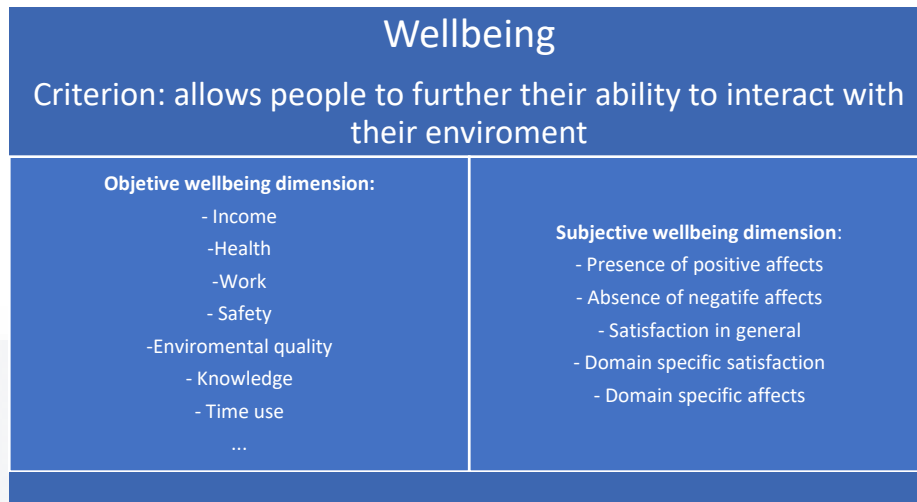 Wellbeing
Criterion: allows people to further their ability to interact with
their enviroment
Objetive wellbeing dimension:
- Income
-Health
-Work
- Safety
-Enviromental quality
- Knowledge
- Time use
...
Subjective wellbeing dimension:
- Presence of positive affects
- Absence of negatife affects
- Satisfaction in general
- Domain specific satisfaction
- Domain specific affects